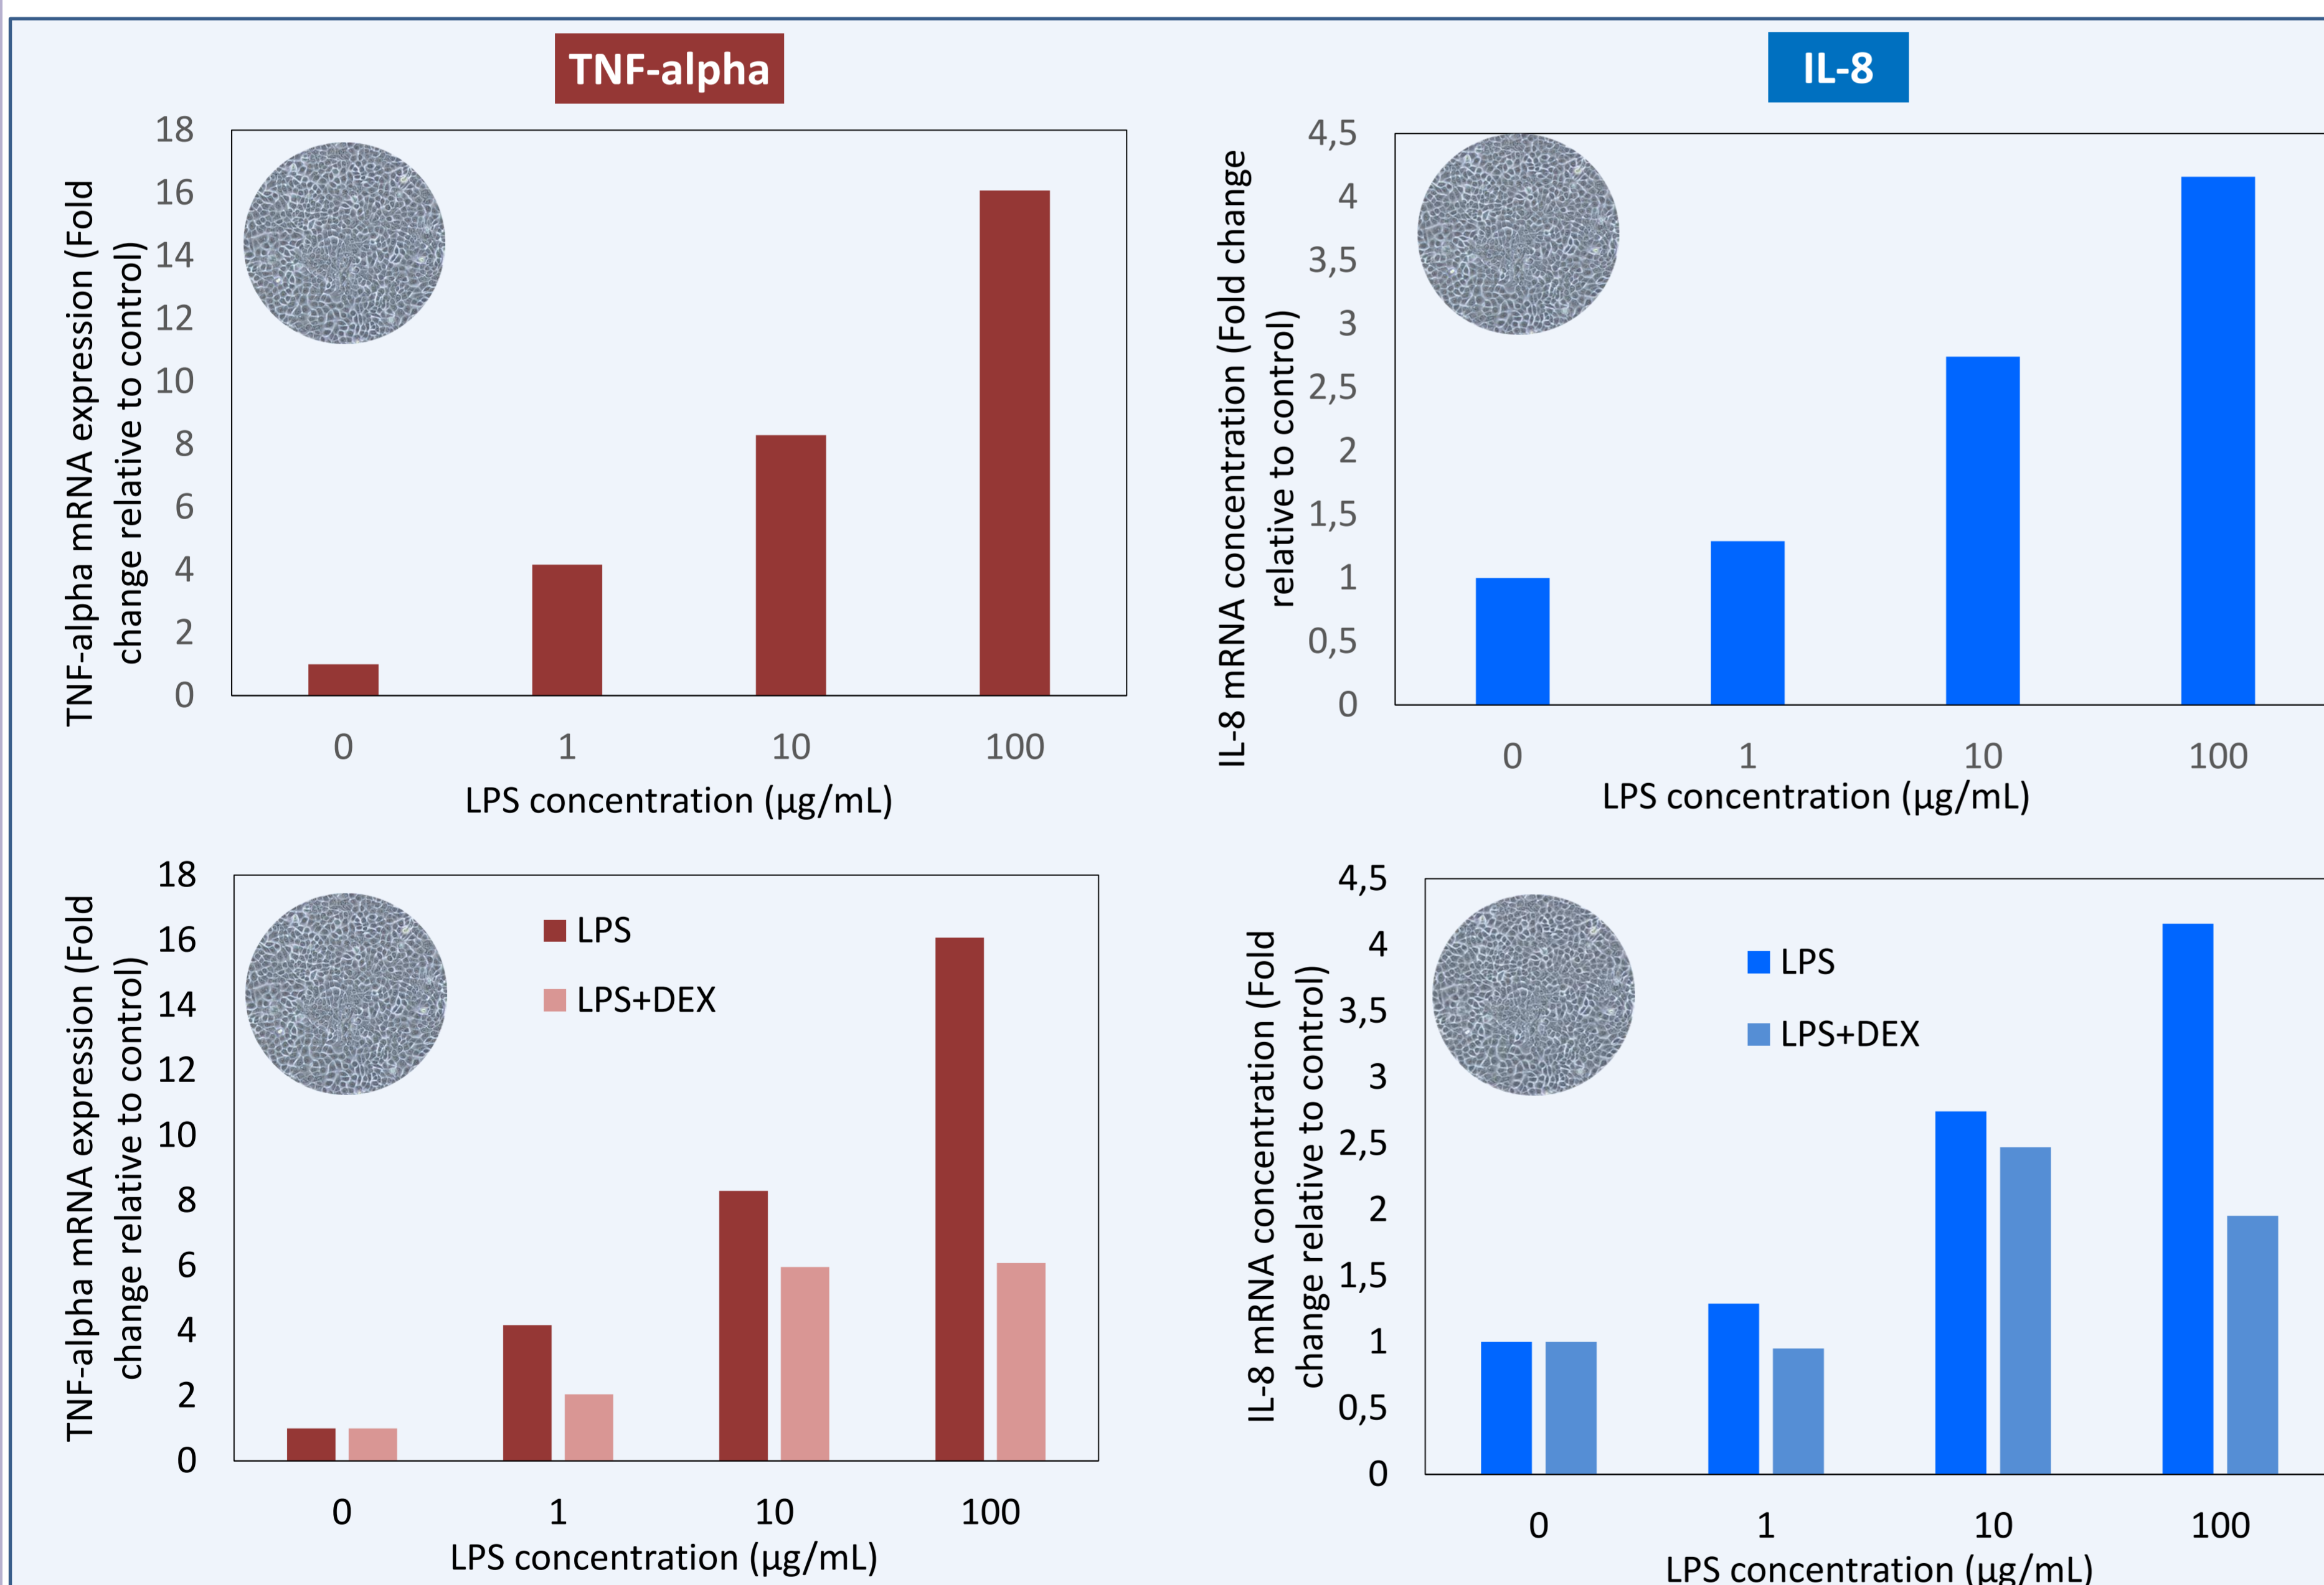 TNF-alpha
TNF-alpha mRNA expression (Fold
change relative to control)
18
16
14
12
10
8
6
4
2
0
0 1 10 100
LPS concentration (µg/mL)
IL-8
IL-8 mRNA concentration (Fold change
relative to control)
4,5
4
3,5
3
2,5
2
1,5
1
0,5
0
0 1 10 100
LPS concentration (µg/mL)
TNF-alpha mRNA expression (Fold
change relative to control)
18
16
14
12
10
8
6
4
2
0
LPS
LPS+DEX
0 1 10 100
LPS concentration (µg/mL)
IL-8 mRNA concentration (Fold
change relative to control)
4,5
4
3,5
3
2,5
2
1,5
1
0,5
0
LPS
LPS+DEX
0 1 10 100
LPS concentration (µg/mL)